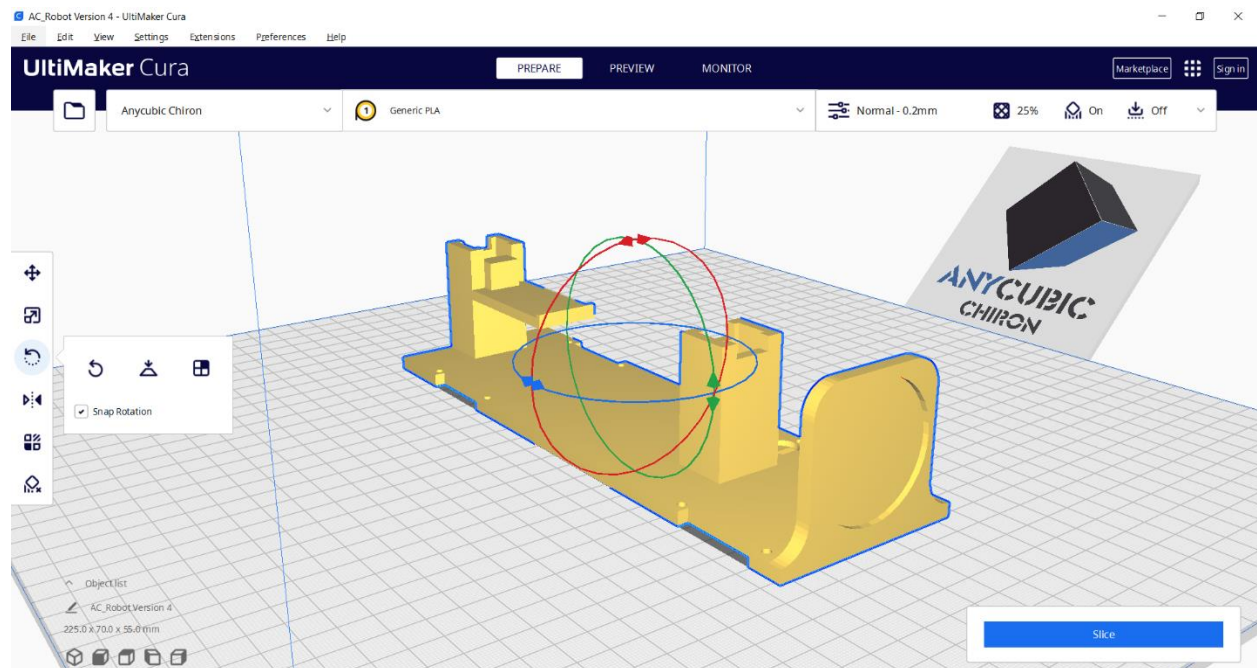 AC_Robot Version 4 - UltiMaker Cura
File Edit View Settings Extensions Preferences Help
UltiMaker Cura
PREPARE PREVIEW MONITOR
Marketplace Sign in
Anycubic Chiron
1 Generic PLA
Normal - 0.2mm 25% On Off
ANYCUBIC
CHIRON
Snap Rotation
Object list
AC_Robot Version 4
225.0 x 70.0 x 55.0 mm
Slice